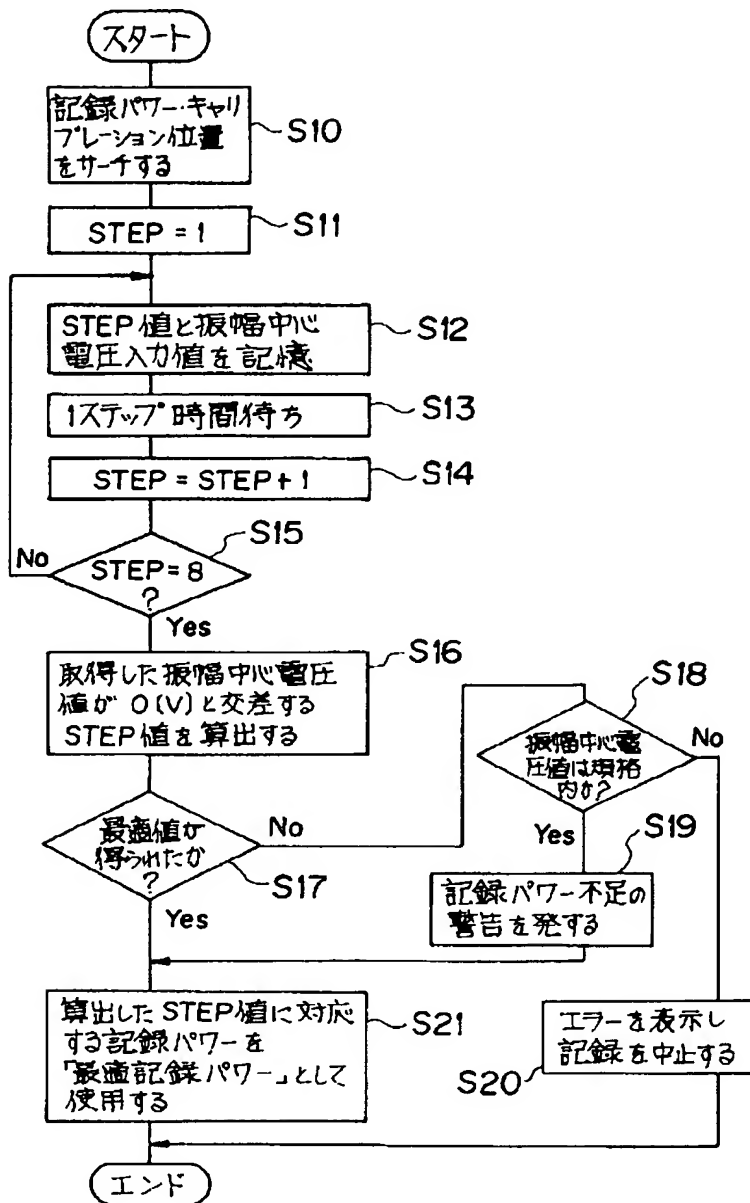 スタート
記録パワー・キャリ
ブレーション位置
をサーチする
S10
STEP = 1
S11
STEP値と振幅中心
電圧入力値を記憶
S12
1ステップ時間待ち
S13
STEP = STEP + 1
S14
S15
No
STEP = 8
?
Yes
取得した振幅中心電圧
値が 0(V)と交差する
STEP値を算出する
S16
最適値が
得られたか
?
No
S17
Yes
S18
振幅中心電
圧値は規格
内か?
No
Yes
S19
記録パワー不足の
警告を発する
算出したSTEP値に対応
する記録パワーを
「最適記録パワー」として
使用する
S21
エラーを表示し
記録を中止する
S20
エンド